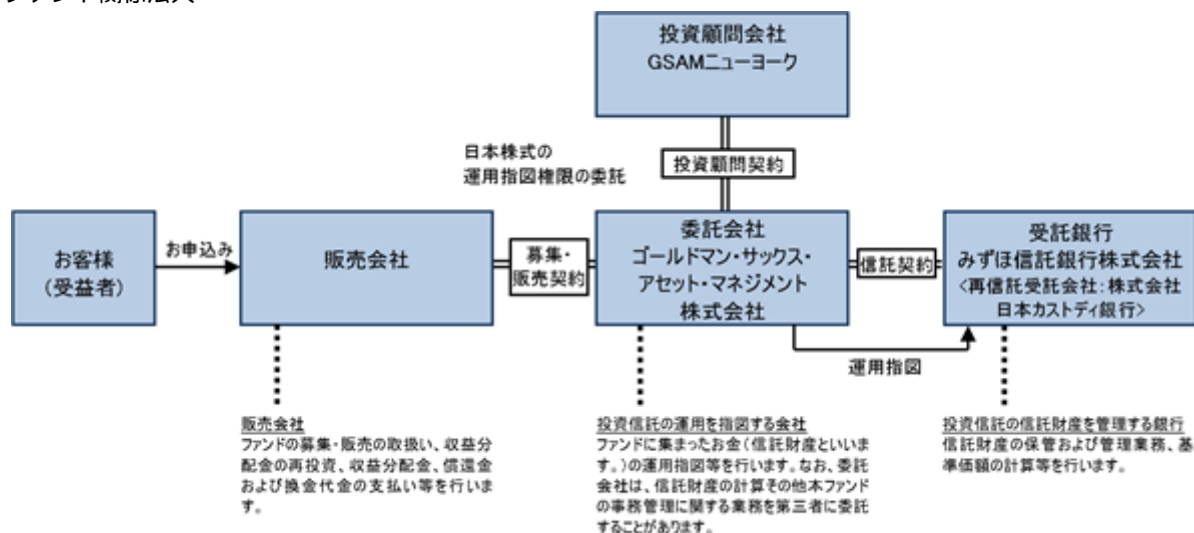 投資顧問会社
GSAMニューヨーク
日本株式の
運用指図権限の委託
投資顧問契約
お客様
(受益者)
お申込み
販売会社
募集・
販売契約
委託会社
ゴールドマン・サックス・
アセット・マネジメント
株式会社
信託契約
受託銀行
みずほ信託銀行株式会社
<再信託受託会社:株式会社
日本カストディ銀行>
運用指図
販売会社
ファンドの募集・販売の取扱い、収益分
配金の再投資、収益分配金、償還金
および換金代金の支払い等を行いま
す。
投資信託の運用を指図する会社
ファンドに集まったお金(信託財産といいま
す。)の運用指図等を行います。なお、委託
会社は、信託財産の計算その他本ファンド
の事務管理に関する業務を第三者に委託
することがあります。
投資信託の信託財産を管理する銀行
信託財産の保管および管理業務、基
準価額の計算等を行います。